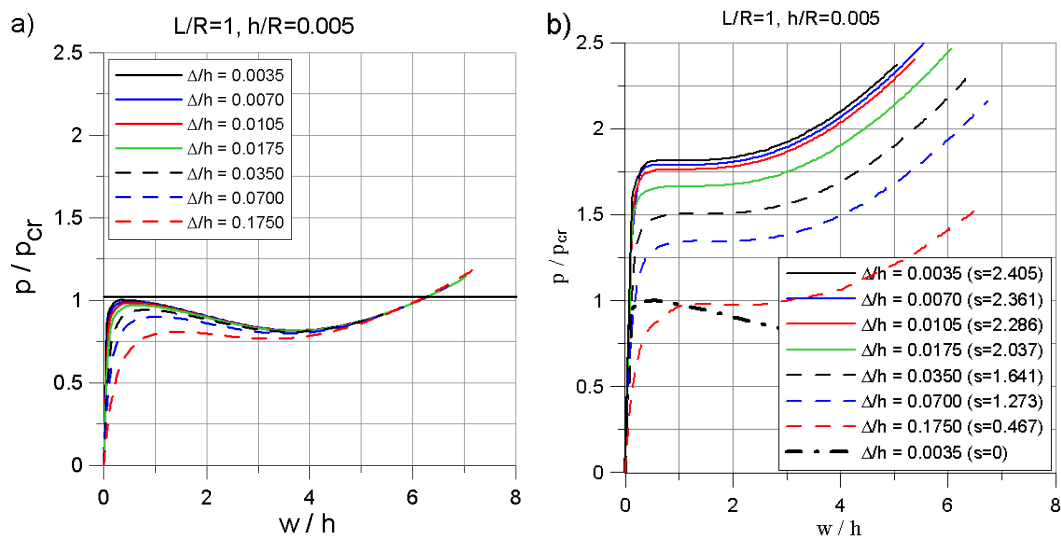 a)
L/R=1, h/R=0.005
2.5
2
1.5
1
0.5
0
p / pcr
Δ/h = 0.0035
Δ/h = 0.0070
Δ/h = 0.0105
Δ/h = 0.0175
Δ/h = 0.0350
Δ/h = 0.0700
Δ/h = 0.1750
0 2 4 6 8
w / h
b)
L/R=1, h/R=0.005
2.5
2
1.5
1
0.5
0
p / pcr
Δ/h = 0.0035 (s=2.405)
Δ/h = 0.0070 (s=2.361)
Δ/h = 0.0105 (s=2.286)
Δ/h = 0.0175 (s=2.037)
Δ/h = 0.0350 (s=1.641)
Δ/h = 0.0700 (s=1.273)
Δ/h = 0.1750 (s=0.467)
Δ/h = 0.0035 (s=0)
0 2 4 6 8
w / h